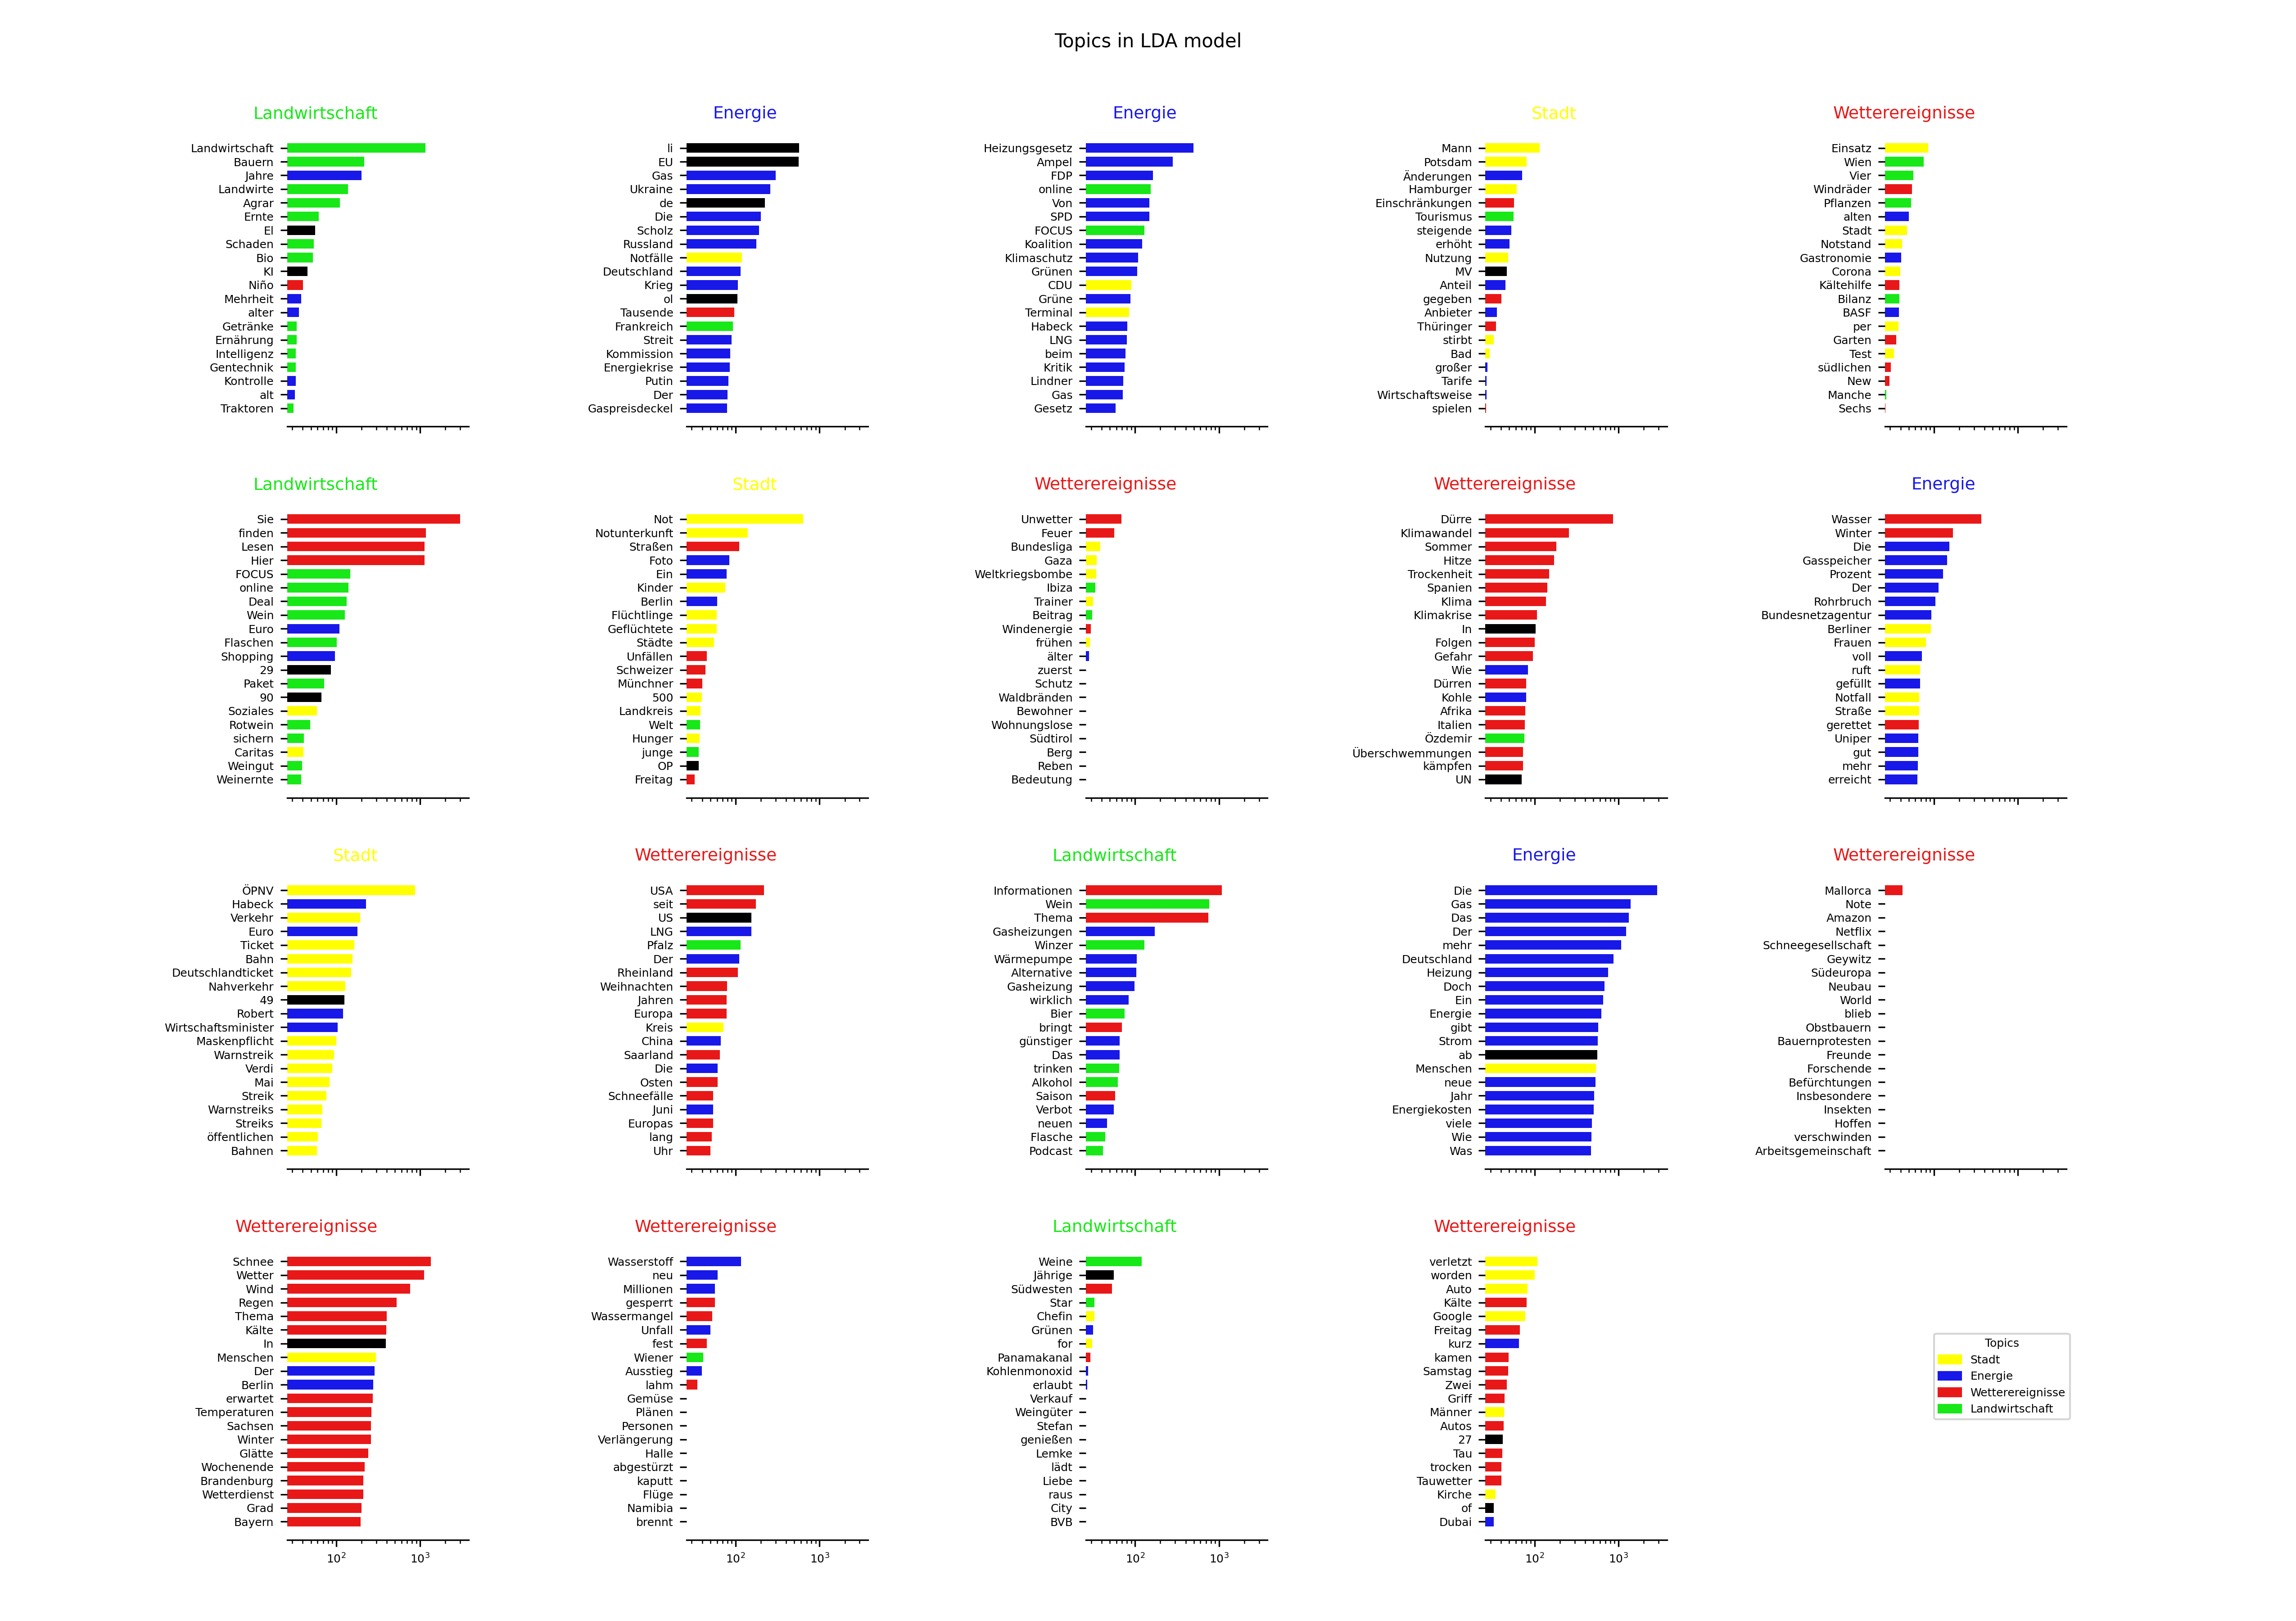 Topics in LDA model
Landwirtschaft
Landwirtschaft
Bauern
Jahre
Landwirte
Agrar
Ernte
El
Schaden
Bio
KI
Niño
Mehrheit
alter
Getränke
Ernährung
Intelligenz
Gentechnik
Kontrolle
alt
Traktoren
Energie
li
EU
Gas
Ukraine
de
Die
Scholz
Russland
Notfälle
Deutschland
Krieg
ol
Tausende
Frankreich
Streit
Kommission
Energiekrise
Putin
Der
Gaspreisdeckel
Energie
Heizungsgesetz
Ampel
FDP
online
Von
SPD
FOCUS
Koalition
Klimaschutz
Grünen
CDU
Grüne
Terminal
Habeck
LNG
beim
Kritik
Lindner
Gas
Gesetz
Stadt
Mann
Potsdam
Änderungen
Hamburger
Einschränkungen
Tourismus
steigende
erhöht
Nutzung
MV
Anteil
gegeben
Anbieter
Thüringer
stirbt
Bad
großer
Tarife
Wirtschaftsweise
spielen
Wetterereignisse
Einsatz
Wien
Vier
Windräder
Pflanzen
alten
Stadt
Notstand
Gastronomie
Corona
Kältehilfe
Bilanz
BASF
per
Garten
Test
südlichen
New
Manche
Sechs
Landwirtschaft
Sie
finden
Lesen
Hier
FOCUS
online
Deal
Wein
Euro
Flaschen
Shopping
29
Paket
90
Soziales
Rotwein
sichern
Caritas
Weingut
Weinernte
Stadt
Not
Notunterkunft
Straßen
Foto
Ein
Kinder
Berlin
Flüchtlinge
Geflüchtete
Städte
Unfällen
Schweizer
Münchner
500
Landkreis
Welt
Hunger
junge
OP
Freitag
Wetterereignisse
Unwetter
Feuer
Bundesliga
Gaza
Weltkriegsbombe
Ibiza
Trainer
Beitrag
Windenergie
frühen
älter
zuerst
Schutz
Waldbränden
Bewohner
Wohnungslose
Südtirol
Berg
Reben
Bedeutung
Wetterereignisse
Dürre
Klimawandel
Sommer
Hitze
Trockenheit
Spanien
Klima
Klimakrise
In
Folgen
Gefahr
Wie
Dürren
Kohle
Afrika
Italien
Özdemir
Überschwemmungen
kämpfen
UN
Energie
Wasser
Winter
Die
Gasspeicher
Prozent
Der
Rohrbruch
Bundesnetzagentur
Berliner
Frauen
voll
ruft
gefüllt
Notfall
Straße
gerettet
Uniper
gut
mehr
erreicht
Stadt
ÖPNV
Habeck
Verkehr
Euro
Ticket
Bahn
Deutschlandticket
Nahverkehr
49
Robert
Wirtschaftsminister
Maskenpflicht
Warnstreik
Verdi
Mai
Streik
Warnstreiks
Streiks
öffentlichen
Bahnen
Wetterereignisse
USA
seit
US
LNG
Pfalz
Der
Rheinland
Weihnachten
Jahren
Europa
Kreis
China
Saarland
Die
Osten
Schneefälle
Juni
Europas
lang
Uhr
Landwirtschaft
Informationen
Wein
Thema
Gasheizungen
Winzer
Wärmepumpe
Alternative
Gasheizung
wirklich
Bier
bringt
günstiger
Das
trinken
Alkohol
Saison
Verbot
neuen
Flasche
Podcast
Energie
Die
Gas
Das
Der
mehr
Deutschland
Heizung
Doch
Ein
Energie
gibt
Strom
ab
Menschen
neue
Jahr
Energiekosten
viele
Wie
Was
Wetterereignisse
Mallorca
Note
Amazon
Netflix
Schneegesellschaft
Geywitz
Südeuropa
Neubau
World
blieb
Obstbauern
Bauernprotesten
Freunde
Forschende
Befürchtungen
Insbesondere
Insekten
Hoffen
verschwinden
Arbeitsgemeinschaft
Wetterereignisse
Schnee
Wetter
Wind
Regen
Thema
Kälte
In
Menschen
Der
Berlin
erwartet
Temperaturen
Sachsen
Winter
Glätte
Wochenende
Brandenburg
Wetterdienst
Grad
Bayern
10²
10³
Wetterereignisse
Wasserstoff
neu
Millionen
gesperrt
Wassermangel
Unfall
fest
Wiener
Ausstieg
lahm
Gemüse
Plänen
Personen
Verlängerung
Halle
abgestürzt
kaputt
Flüge
Namibia
brennt
10²
10³
Landwirtschaft
Weine
Jährige
Südwesten
Star
Chefin
Grünen
for
Panamakanal
Kohlenmonoxid
erlaubt
Verkauf
Weingüter
Stefan
genießen
Lemke
lädt
Liebe
raus
City
BVB
10²
10³
Wetterereignisse
verletzt
worden
Auto
Kälte
Google
Freitag
kurz
kamen
Samstag
Zwei
Griff
Männer
Autos
27
Tau
trocken
Tauwetter
Kirche
of
Dubai
10²
10³
Topics
Stadt
Energie
Wetterereignisse
Landwirtschaft